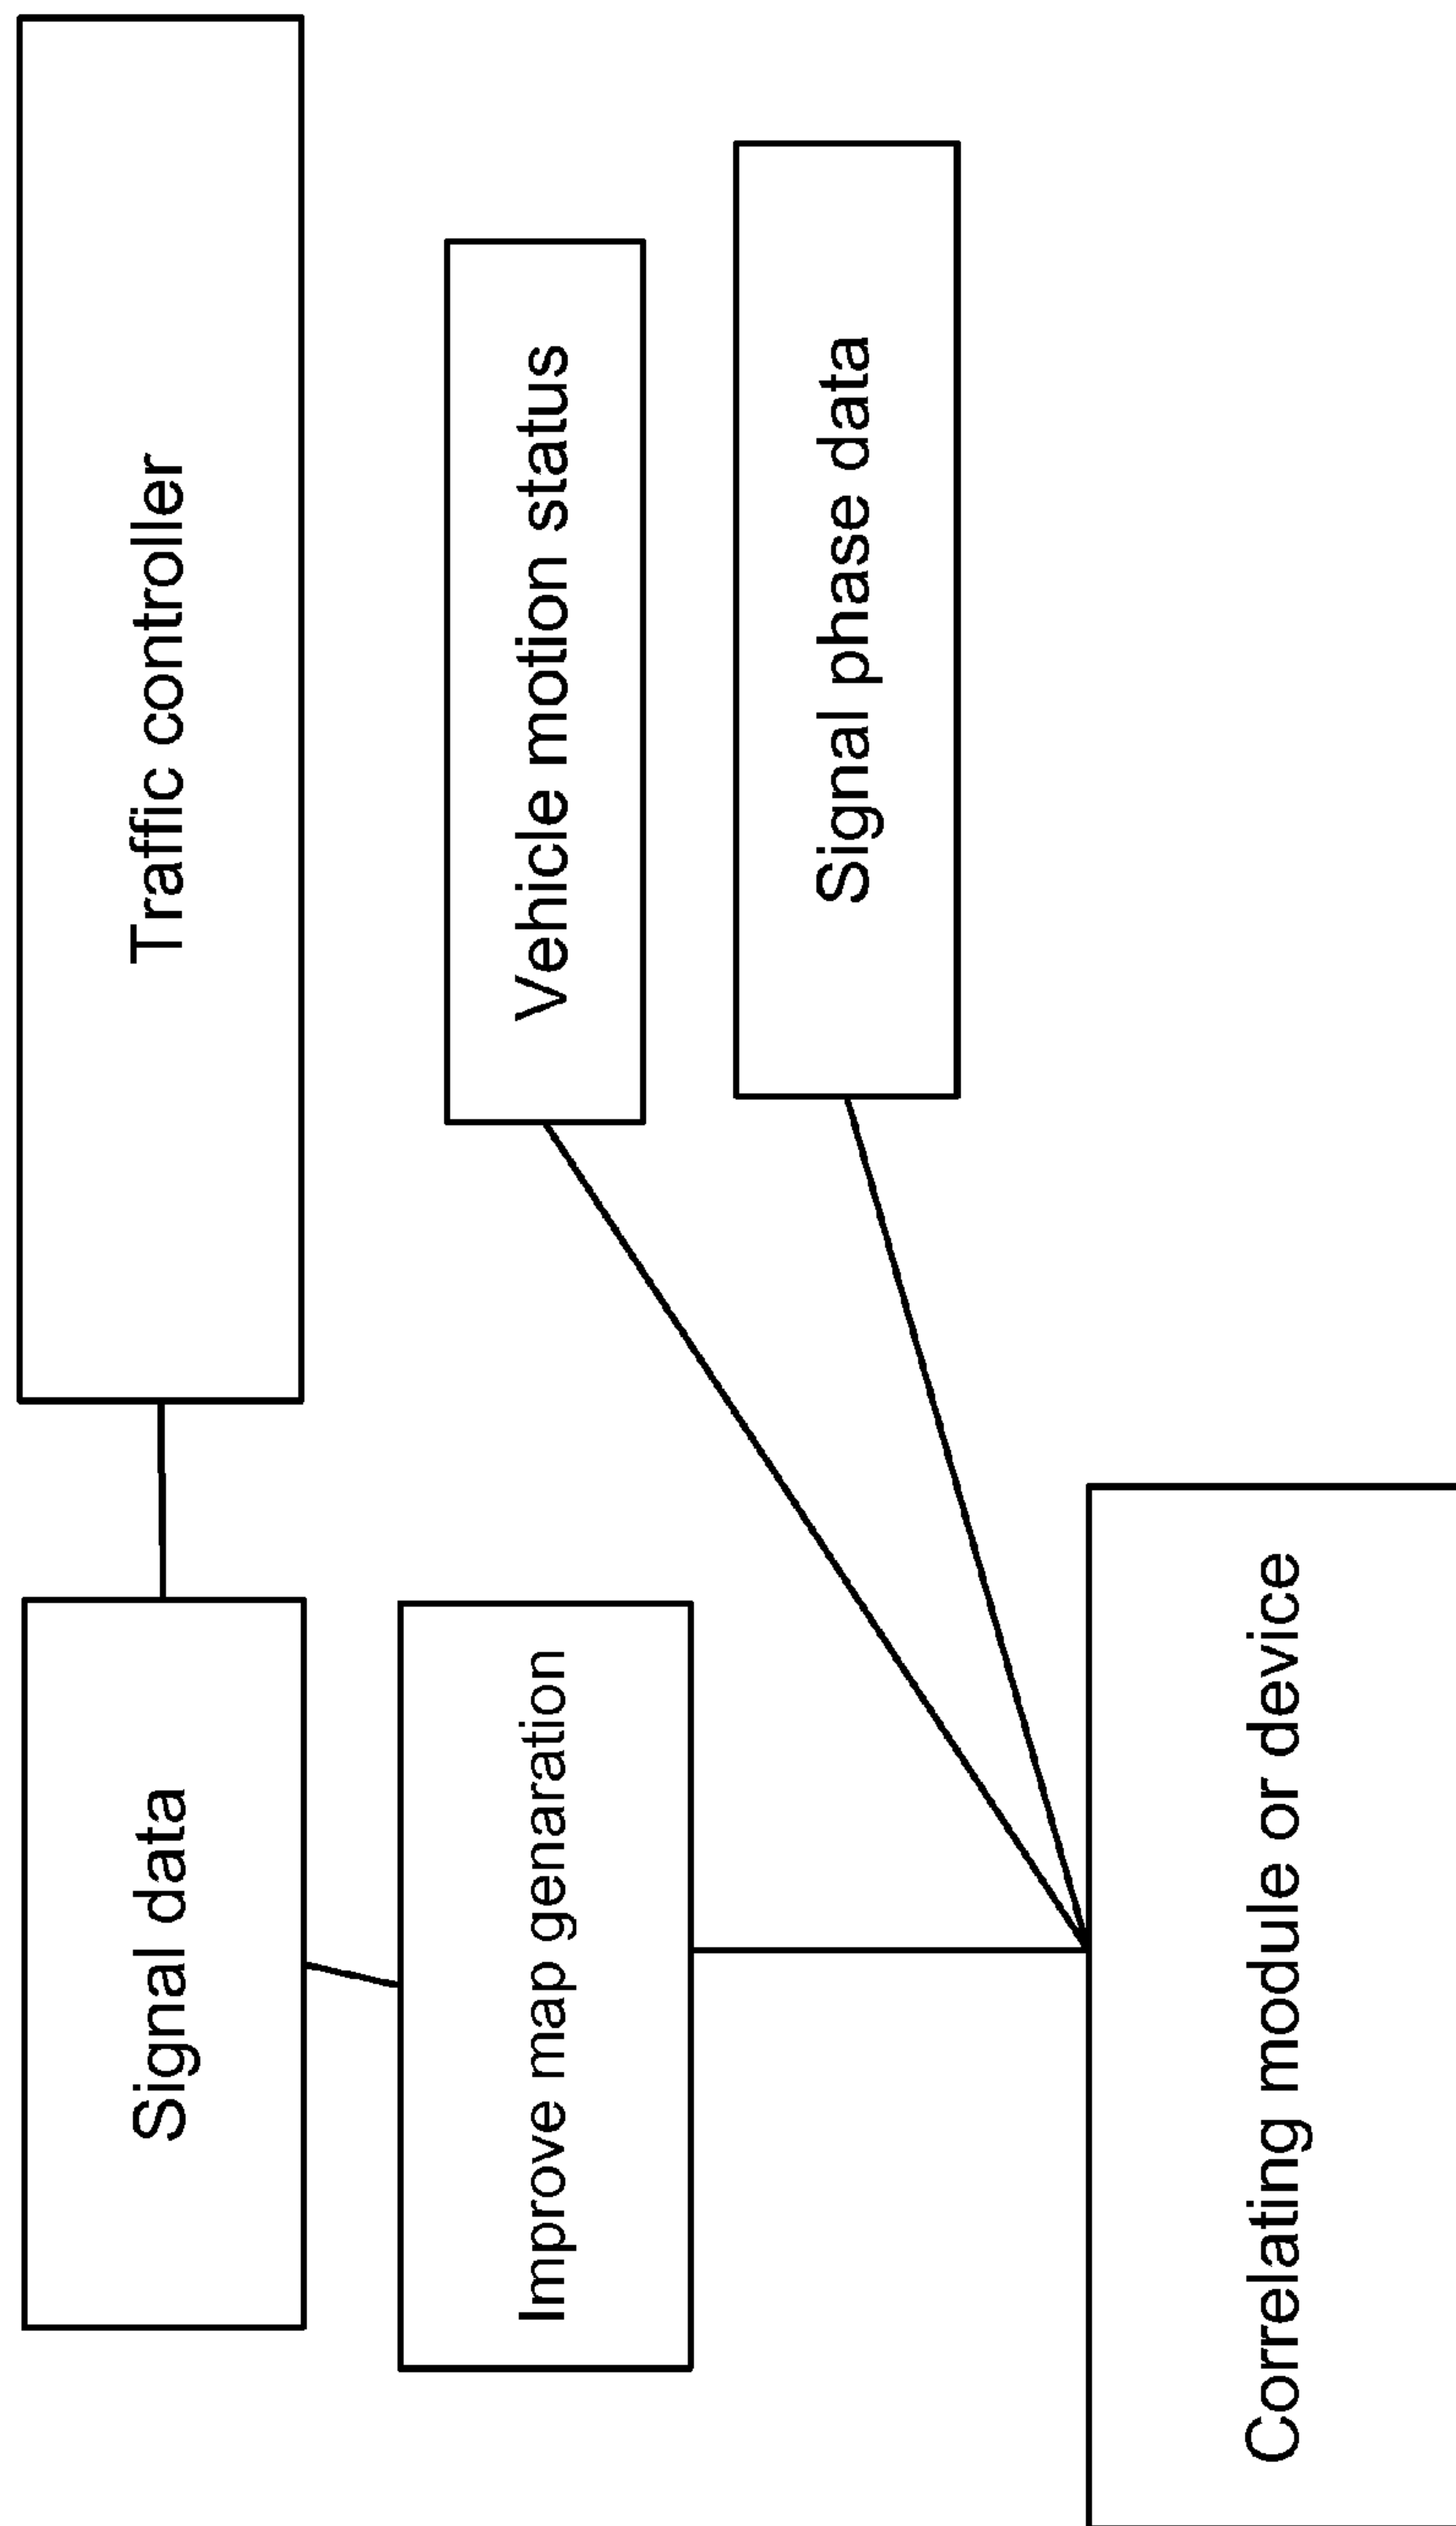 Signal data
Traffic controller
Improve map genaration
Vehicle motion status
Signal phase data
Correlating module or device